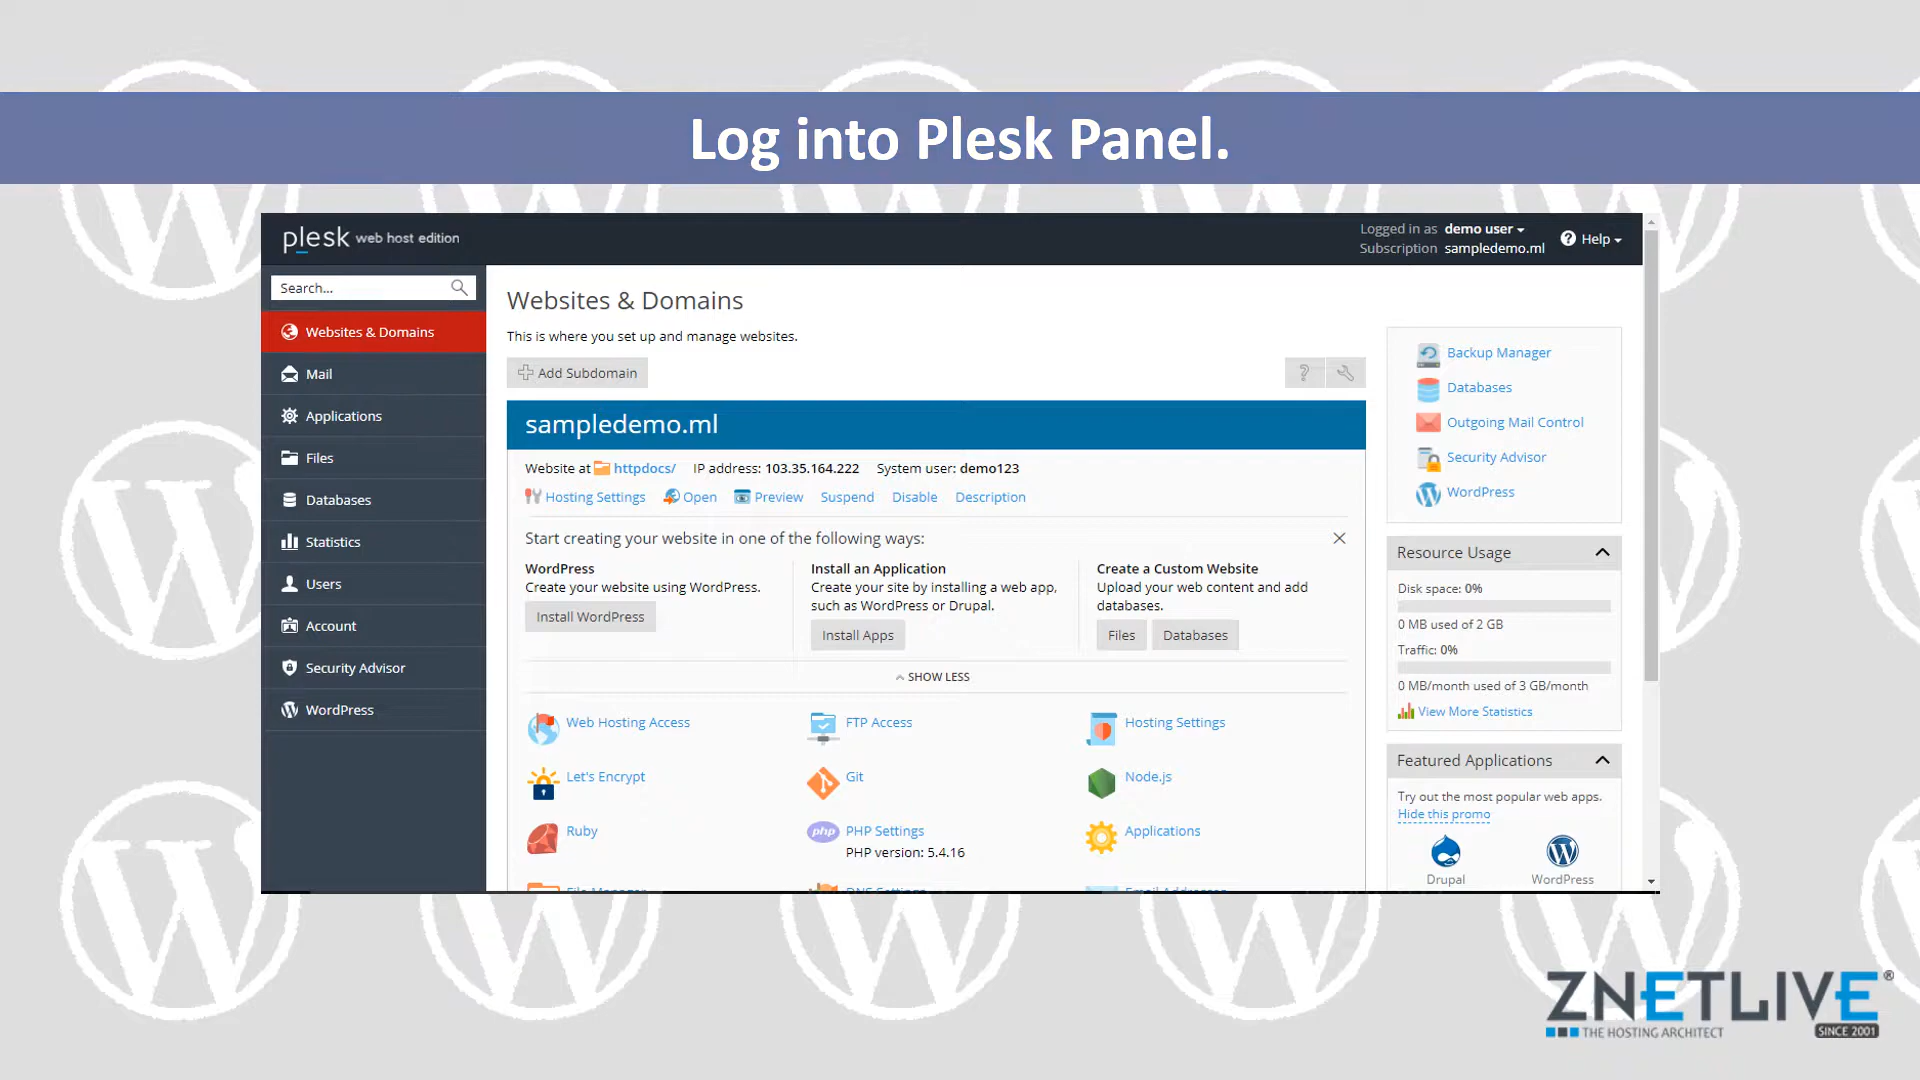 Log into Plesk Panel.
plesk web host edition
Logged in as demo user
Subscription sampledemo.ml
Help
Search...
Websites & Domains
Mail
Applications
Files
Databases
Statistics
Users
Account
Security Advisor
WordPress
Websites & Domains
This is where you set up and manage websites.
Add Subdomain
?
sampledemo.ml
Website at httpdocs/ IP address: 103.35.164.222 System user: demo123
Hosting Settings Open Preview Suspend Disable Description
Start creating your website in one of the following ways:
WordPress
Create your website using WordPress.
Install WordPress
Install an Application
Create your site by installing a web app,
such as WordPress or Drupal.
Install Apps
Create a Custom Website
Upload your web content and add
databases.
Files Databases
SHOW LESS
Web Hosting Access
FTP Access
Hosting Settings
Let's Encrypt
Git
Node.js
Ruby
php
PHP Settings
PHP version: 5.4.16
Applications
File Manager
DNS Settings
Email Addresses
Backup Manager
Databases
Outgoing Mail Control
Security Advisor
WordPress
Resource Usage
Disk space: 0%
0 MB used of 2 GB
Traffic: 0%
0 MB/month used of 3 GB/month
View More Statistics
Featured Applications
Try out the most popular web apps.
Hide this promo
Drupal
WordPress
ZNETLIVE®
THE HOSTING ARCHITECT
SINCE 2001